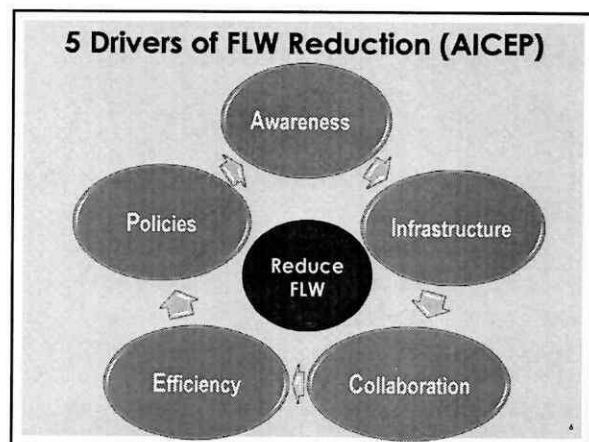 5 Drivers of FLW Reduction (AICEP)
Awareness
Infrastructure
Collaboration
Efficiency
Policies
Reduce
FLW
6